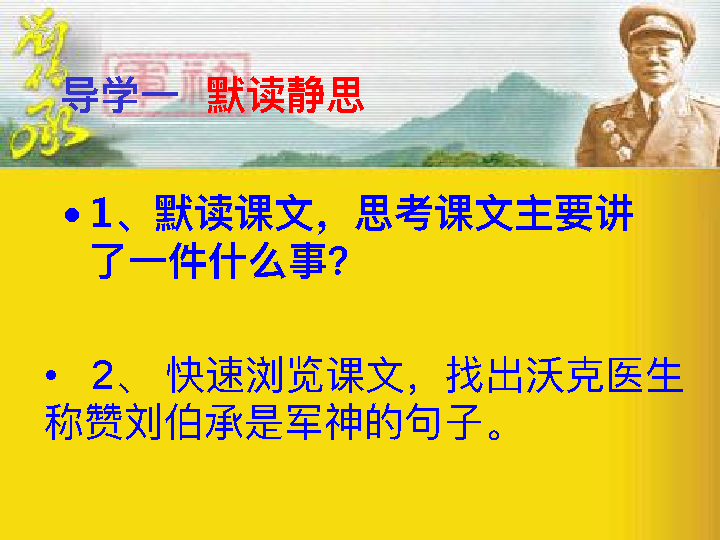 刘伯承
军神
导学一 默读静思
•1、默读课文，思考课文主要讲
了一件什么事?
• 2、 快速浏览课文，找出沃克医生
称赞刘伯承是军神的句子。